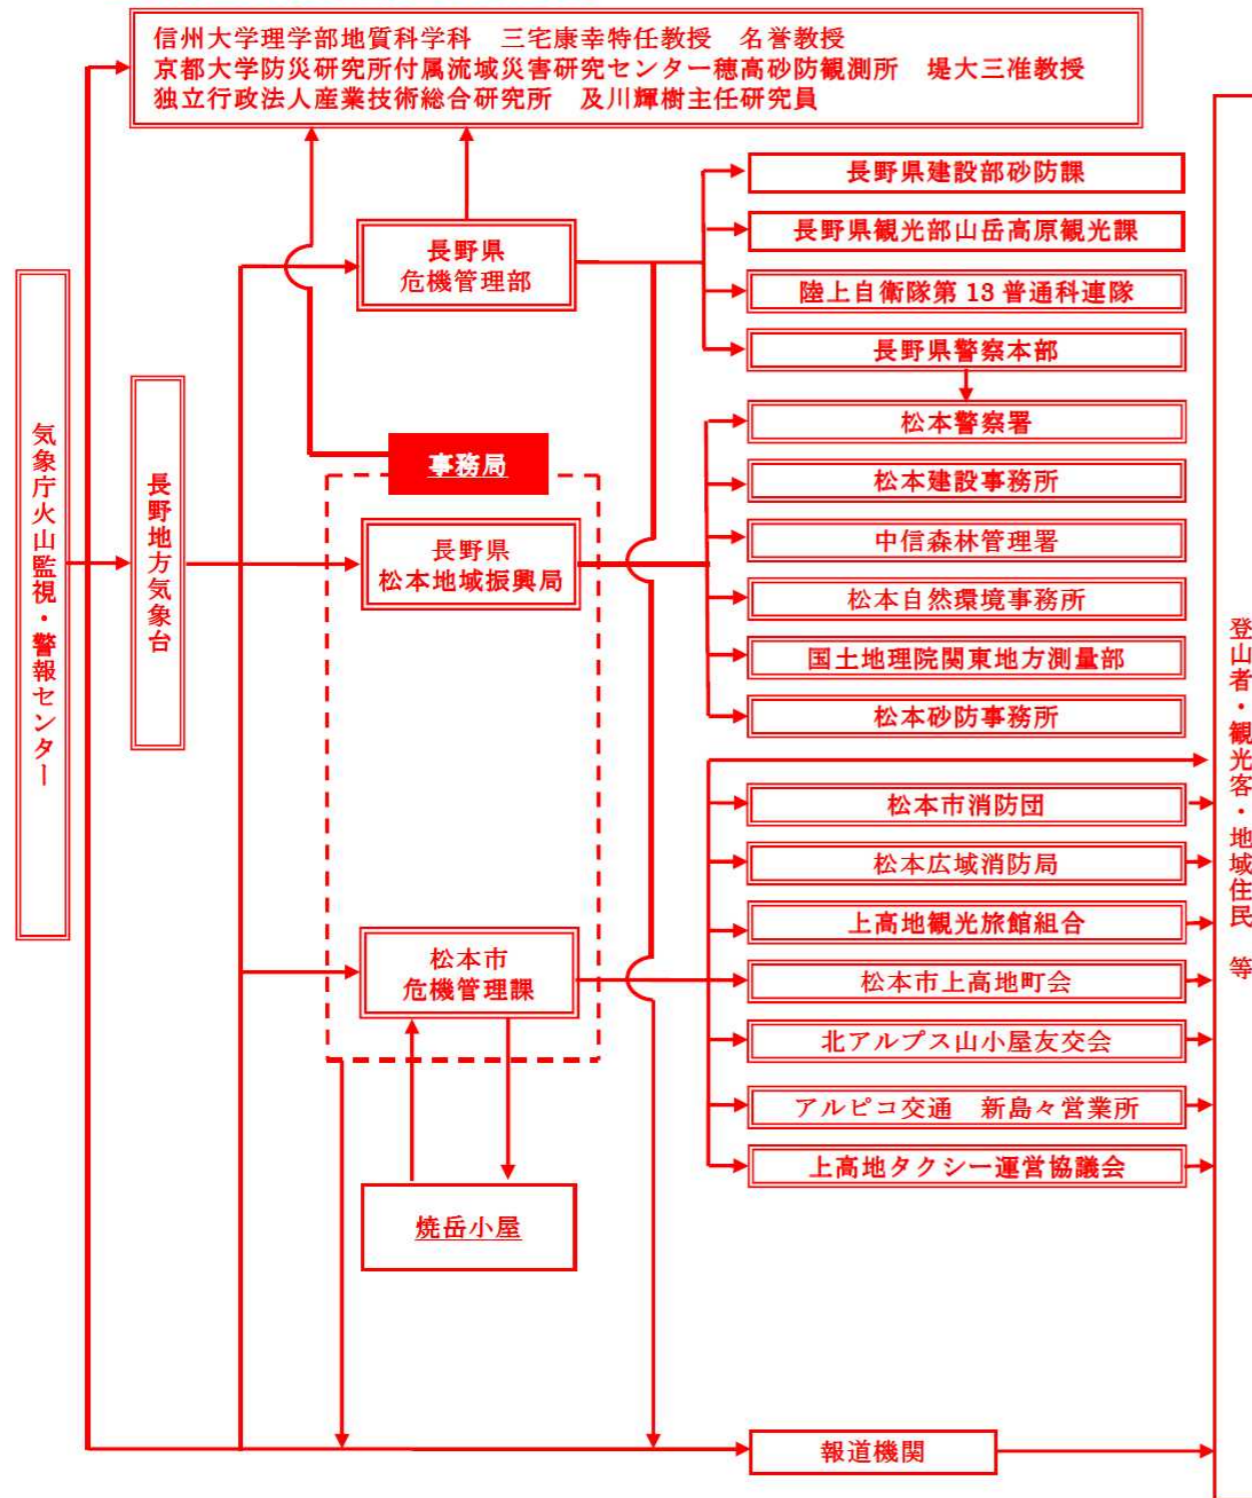 信州大学理学部地質科学科　三宅康幸特任教授　名誉教授
京都大学防災研究所付属流域災害研究センター穂高砂防観測所　堤大三准教授
独立行政法人産業技術総合研究所　及川輝樹主任研究員
気象庁火山監視・警報センター
長野地方気象台
長野県
危機管理部
事務局
長野県
松本地域振興局
松本市
危機管理課
焼岳小屋
長野県建設部砂防課
長野県観光部山岳高原観光課
陸上自衛隊第 13 普通科連隊
長野県警察本部
松本警察署
松本建設事務所
中信森林管理署
松本自然環境事務所
国土地理院関東地方測量部
松本砂防事務所
松本市消防団
松本広域消防局
上高地観光旅館組合
松本市上高地町会
北アルプス山小屋友交会
アルピコ交通　新島々営業所
上高地タクシー運営協議会
報道機関
登山者・観光客・地域住民　等